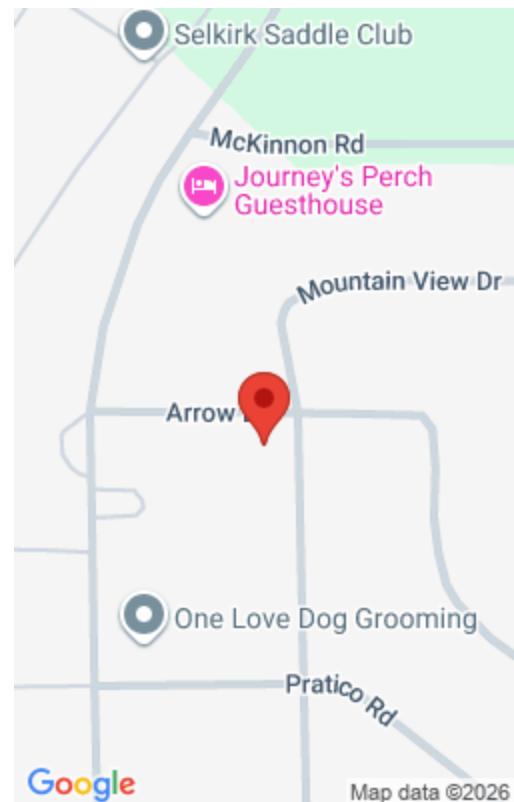 Selkirk Saddle Club
McKinnon Rd
Journey's Perch
Guesthouse
Mountain View Dr
Arrow
One Love Dog Grooming
Pratico Rd
Google
Map data ©2026